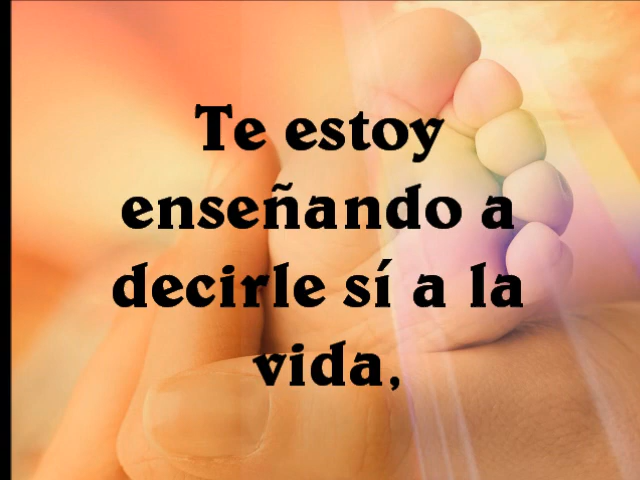 Te estoy
enseñando a
decirle sí a la
vida,